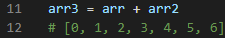 11 arr3 = arr + arr2
12 # [0, 1, 2, 3, 4, 5, 6]